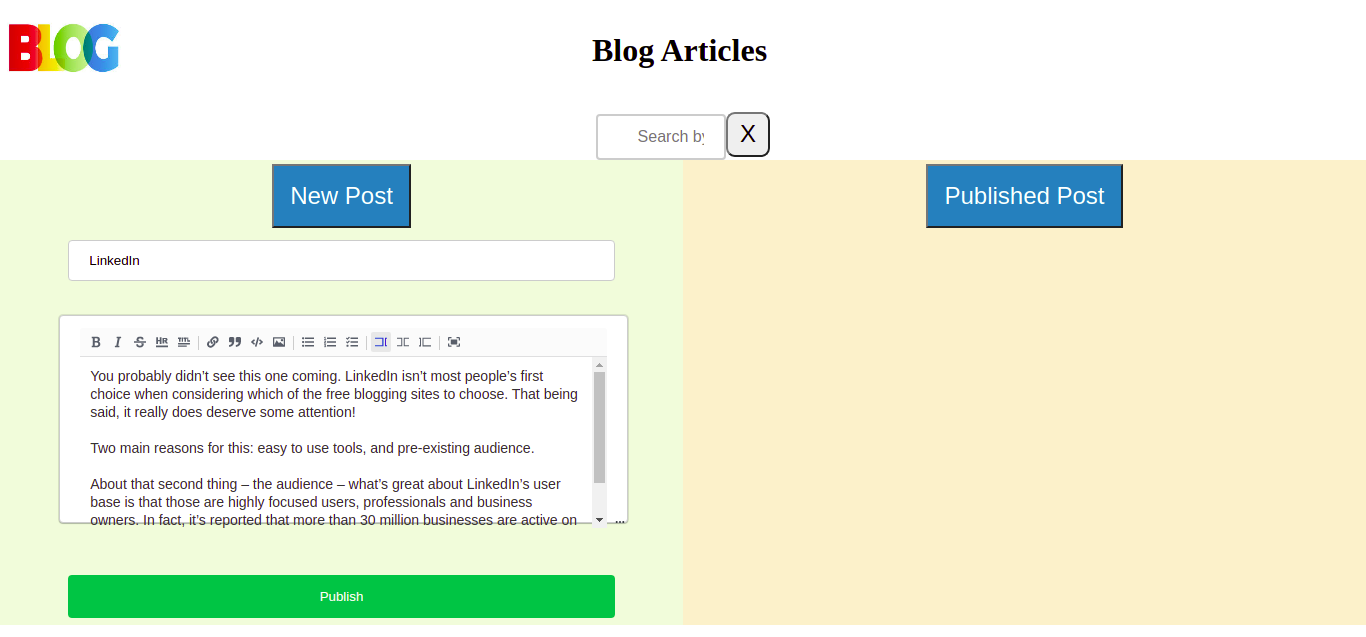 BLOG
Blog Articles
Search by
X
New Post
Published Post
LinkedIn
B I S HR TITL
You probably didn’t see this one coming. LinkedIn isn’t most people’s first
choice when considering which of the free blogging sites to choose. That being
said, it really does deserve some attention!
Two main reasons for this: easy to use tools, and pre-existing audience.
About that second thing – the audience – what’s great about LinkedIn’s user
base is that those are highly focused users, professionals and business
owners. In fact, it’s reported that more than 30 million businesses are active on
...
Publish